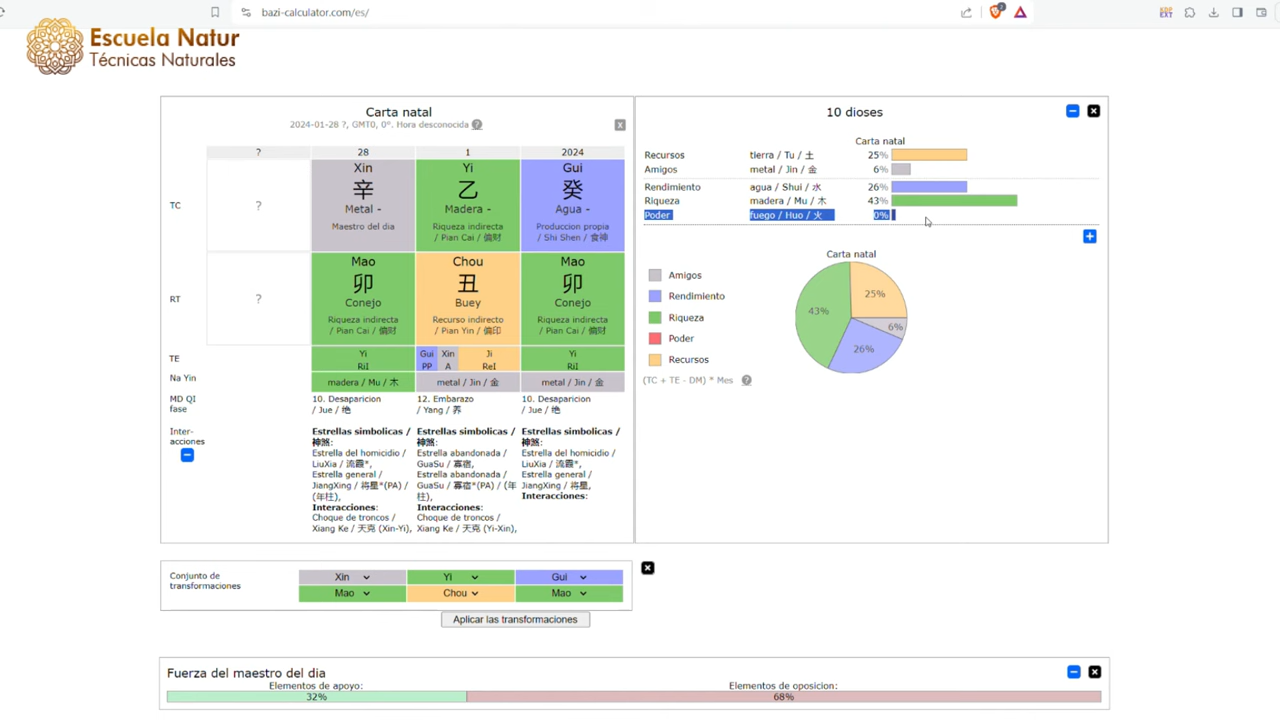 bazi-calculator.com/es/
Escuela Natur
Técnicas Naturales
Carta natal
2024-01-28 ?, GMT0, 0°. Hora desconocida ?
x
? 28 1 2024
TC
?
Xin
辛
Metal -
Maestro del dia
Yi
乙
Madera -
Riqueza indirecta
/ Pian Cai / 偏财
Gui
癸
Agua -
Produccion propia
/ Shi Shen / 食神
RT
?
Mao
卯
Conejo
Riqueza indirecta
/ Pian Cai / 偏财
Chou
丑
Buey
Recurso indirecto
/ Pian Yin / 偏印
Mao
卯
Conejo
Riqueza indirecta
/ Pian Cai / 偏财
TE
Yi
RiI
Gui Xin Ji
PP A ReI
Yi
RiI
Na Yin
madera / Mu / 木
metal / Jin / 金
metal / Jin / 金
MD QI
fase
10. Desaparicion
/ Jue / 绝
12. Embarazo
/ Yang / 养
10. Desaparicion
/ Jue / 绝
Inter-
acciones
Estrellas simbolicas /
神煞:
Estrella del homicidio /
LiuXia / 流霞*,
Estrella general /
JiangXing / 将星*(PA) /
(年柱),
Interacciones:
Choque de troncos /
Xiang Ke / 天克 (Xin-Yi),
Estrellas simbolicas /
神煞:
Estrella abandonada /
GuaSu / 寡宿,
Estrella abandonada /
GuaSu / 寡宿*(PA) / (年
柱),
Interacciones:
Choque de troncos /
Xiang Ke / 天克 (Yi-Xin),
Estrellas simbolicas /
神煞:
Estrella del homicidio /
LiuXia / 流霞*,
Estrella general /
JiangXing / 将星,
Interacciones:
10 dioses
Carta natal
Recursos tierra / Tu / 土 25%
Amigos metal / Jin / 金 6%
Rendimiento agua / Shui / 水 26%
Riqueza madera / Mu / 木 43%
Poder fuego / Huo / 火 0%
Carta natal
Amigos
Rendimiento
Riqueza
Poder
Recursos
43%
25%
6%
26%
(TC + TE - DM) * Mes ?
Conjunto de
transformaciones
Xin Yi Gui
Mao Chou Mao
Aplicar las transformaciones
Fuerza del maestro del dia
Elementos de apoyo: Elementos de oposicion:
32% 68%